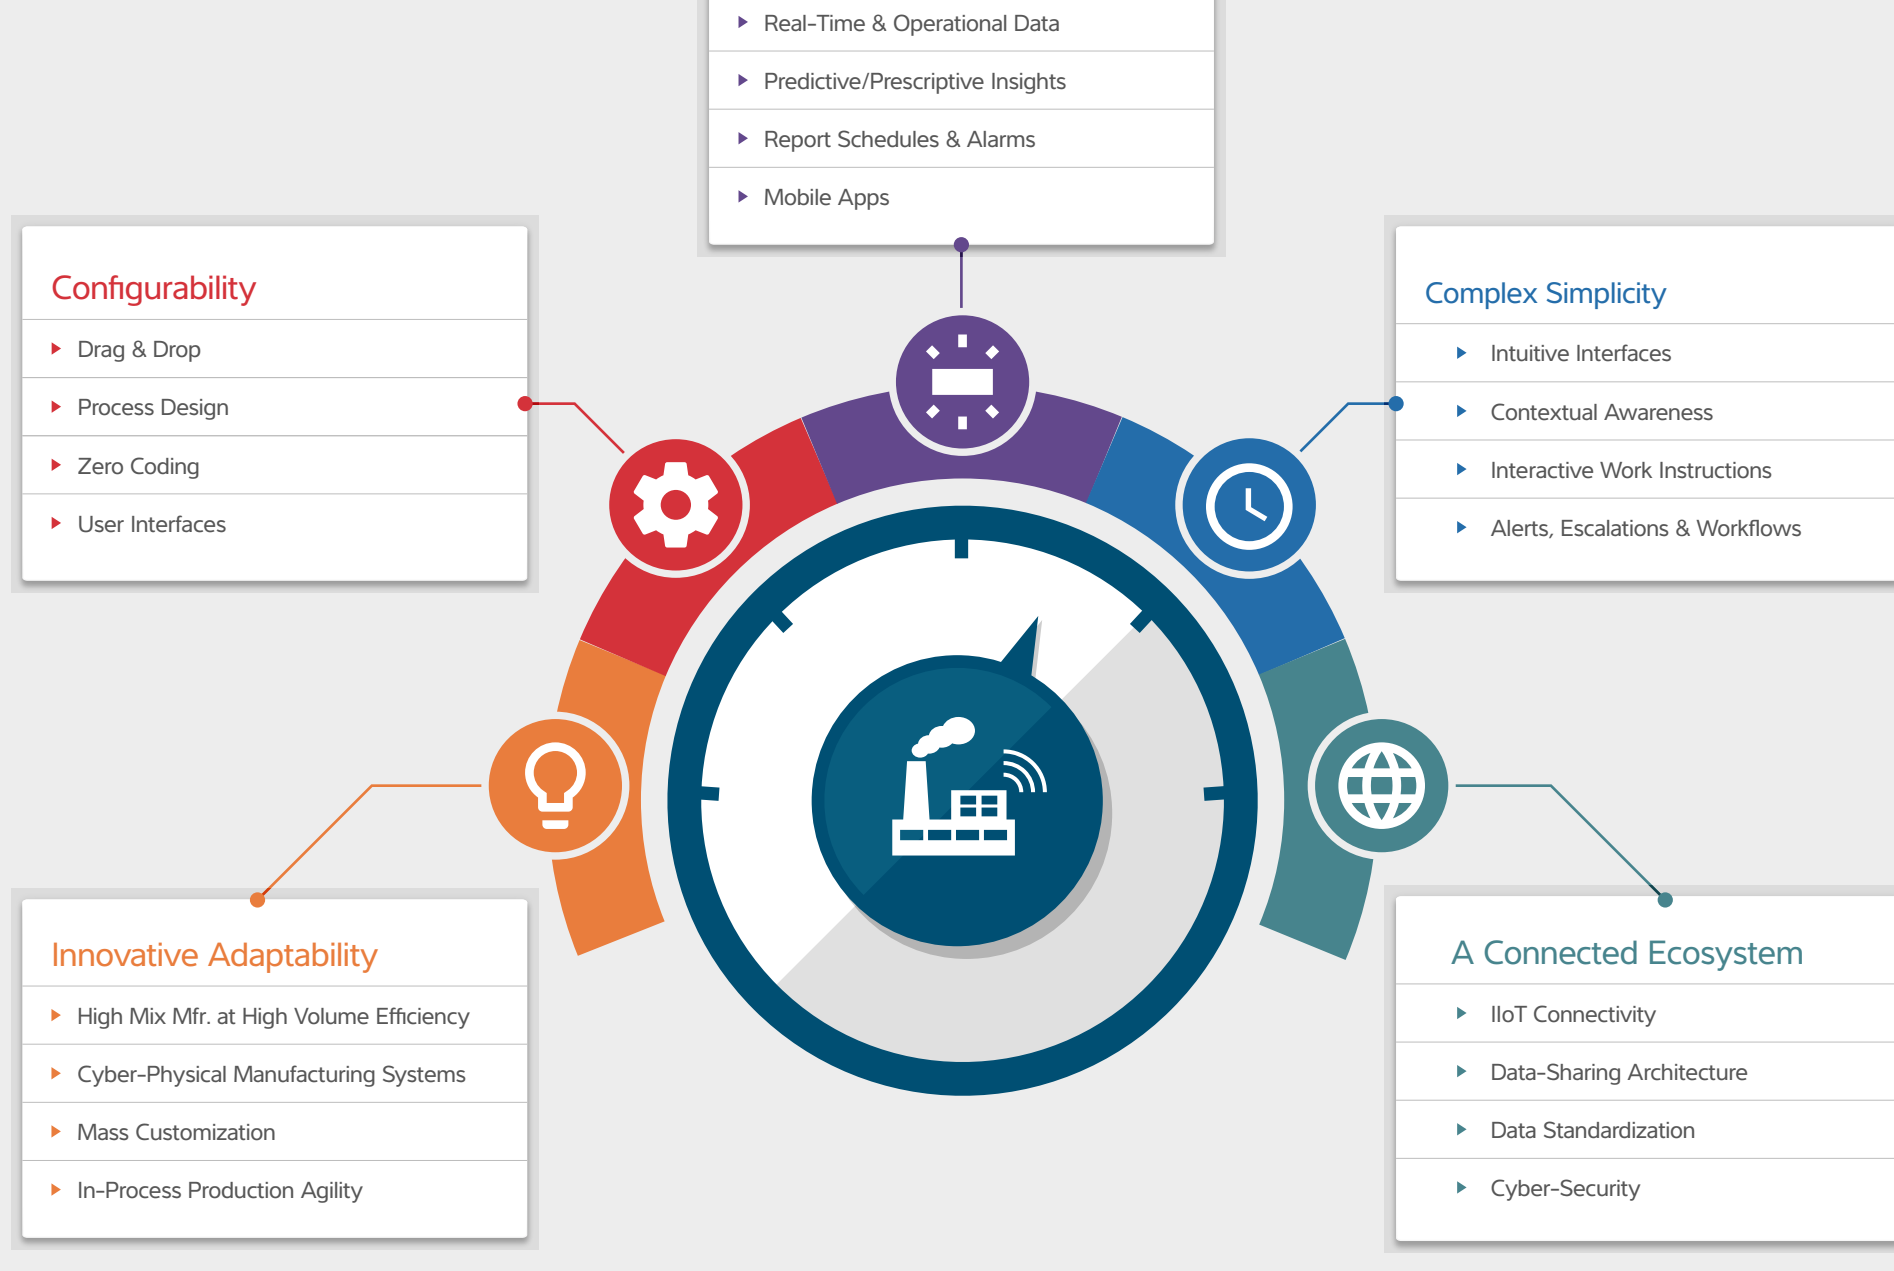 Real-Time & Operational Data
Predictive/Prescriptive Insights
Report Schedules & Alarms
Mobile Apps
Configurability
Drag & Drop
Process Design
Zero Coding
User Interfaces
Complex Simplicity
Intuitive Interfaces
Contextual Awareness
Interactive Work Instructions
Alerts, Escalations & Workflows
Innovative Adaptability
High Mix Mfr. at High Volume Efficiency
Cyber-Physical Manufacturing Systems
Mass Customization
In-Process Production Agility
A Connected Ecosystem
IIoT Connectivity
Data-Sharing Architecture
Data Standardization
Cyber-Security